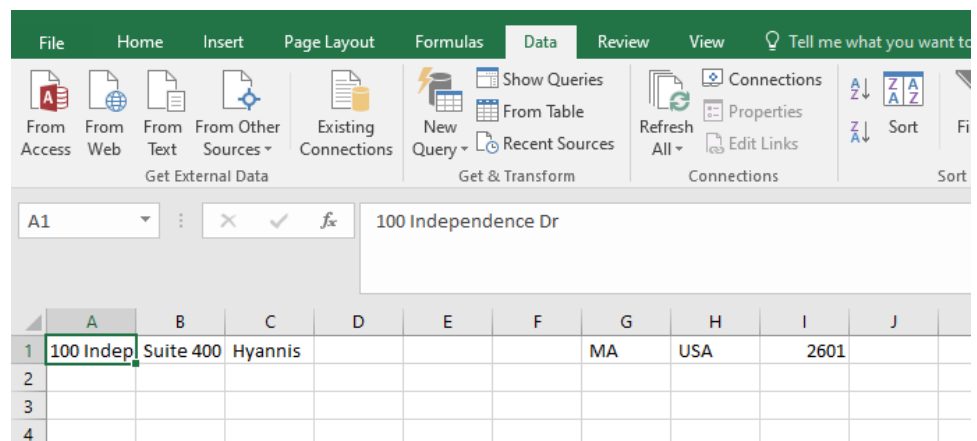 File Home Insert Page Layout Formulas Data Review View Tell me what you want to
From Access From Web From Text From Other Sources Existing Connections New Query Show Queries From Table Recent Sources Refresh All Connections Properties Edit Links Sort
Get External Data Get & Transform Connections Sort
A1 fx 100 Independence Dr
A B C D E F G H I J
1 100 Indep Suite 400 Hyannis MA USA 2601
2
3
4